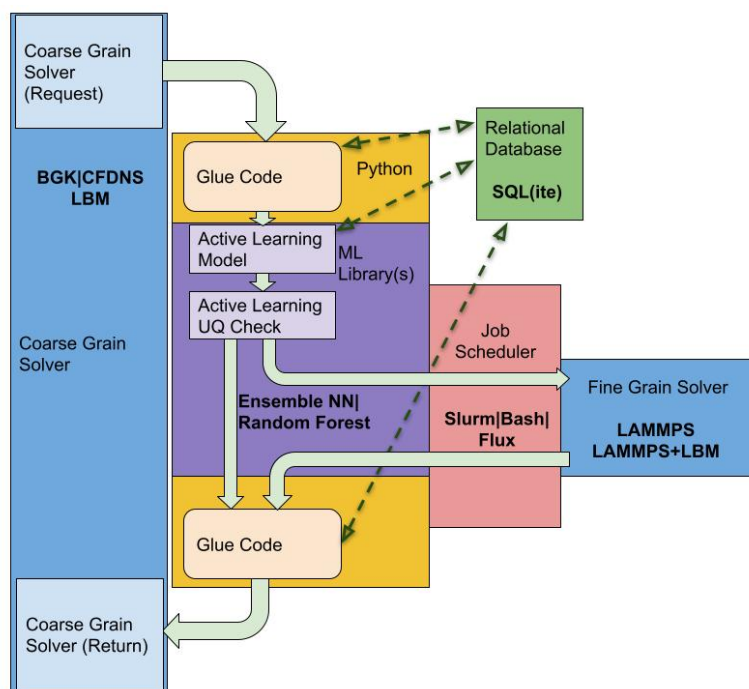 Coarse Grain
Solver
(Request)
BGK|CFDNS
LBM
Coarse Grain
Solver
Coarse Grain
Solver (Return)
Glue Code
Python
Active Learning
Model
ML
Library(s)
Active Learning
UQ Check
Ensemble NN|
Random Forest
Glue Code
Relational
Database
SQL(ite)
Job
Scheduler
Slurm|Bash|
Flux
Fine Grain Solver
LAMMPS
LAMMPS+LBM